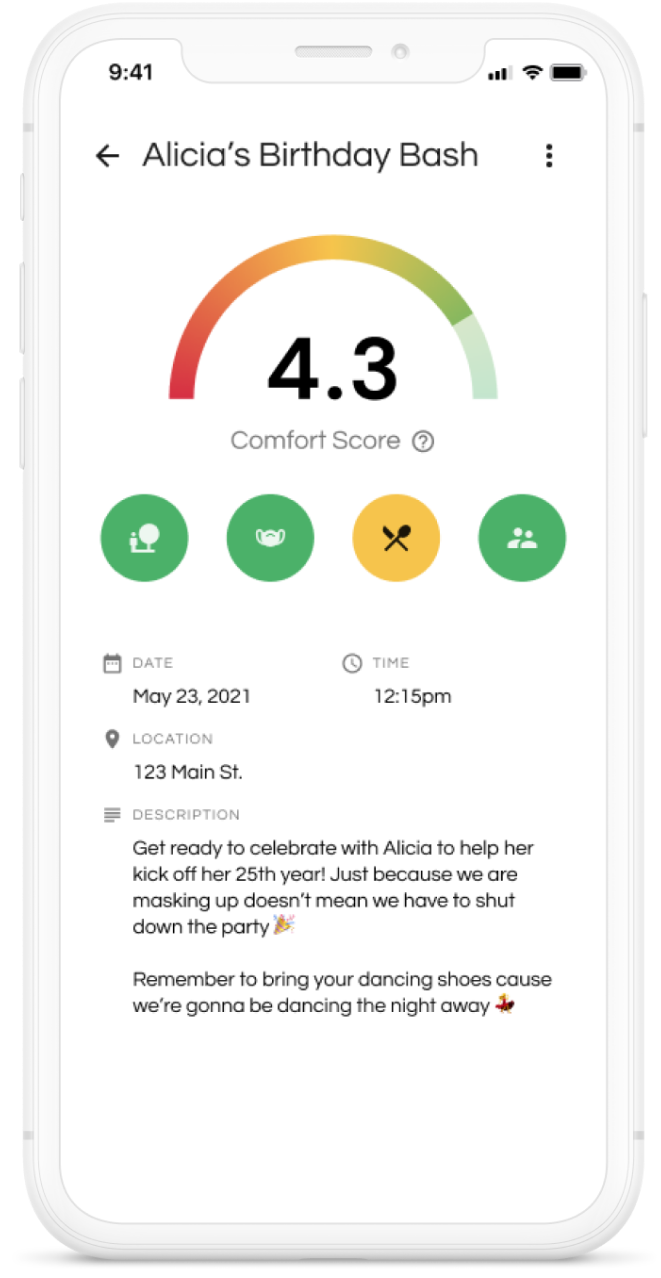 9:41
Alicia’s Birthday Bash
4.3
Comfort Score
DATE
TIME
May 23, 2021
12:15pm
LOCATION
123 Main St.
DESCRIPTION
Get ready to celebrate with Alicia to help her
kick off her 25th year! Just because we are
masking up doesn’t mean we have to shut
down the party 🎉
Remember to bring your dancing shoes cause
we’re gonna be dancing the night away 💃